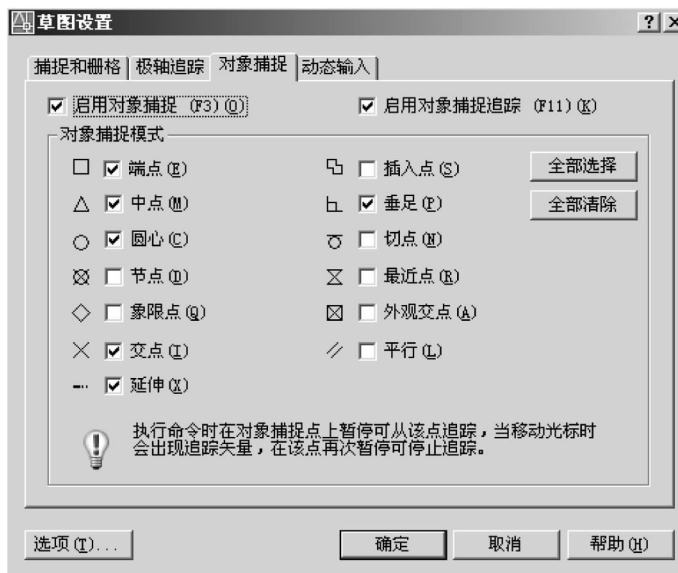 草图设置
捕捉和栅格 极轴追踪 对象捕捉 动态输入
启用对象捕捉 (F3)(O) 启用对象捕捉追踪 (F11)(K)
对象捕捉模式
端点(E) 插入点(S) 全部选择
中点(M) 垂足(P) 全部清除
圆心(C) 切点(N)
节点(D) 最近点(R)
象限点(Q) 外观交点(A)
交点(I) 平行(L)
延伸(X)
执行命令时在对象捕捉点上暂停可从该点追踪，当移动光标时
会出现追踪矢量，在该点再次暂停可停止追踪。
选项(T)... 确定 取消 帮助(H)